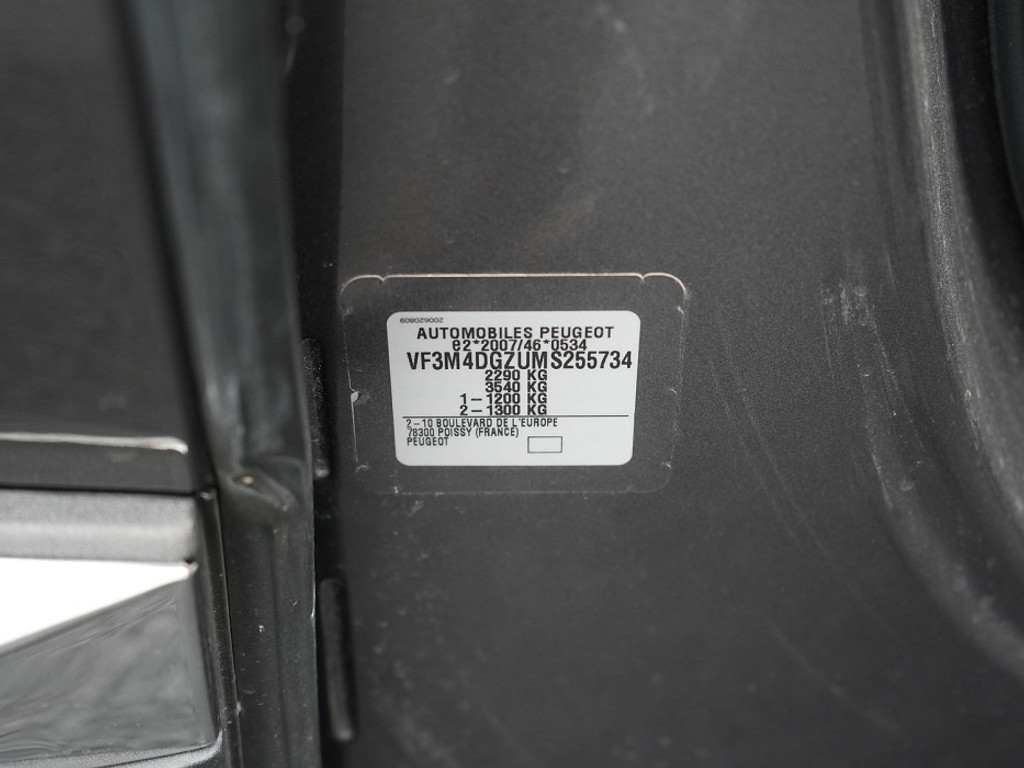 200620809
AUTOMOBILES PEUGEOT
e2*2007/46*0534
VF3M4DGZUMS255734
2290 KG
3540 KG
1 – 1200 KG
2 – 1300 KG
2 – 10 BOULEVARD DE L'EUROPE
78300 POISSY (FRANCE)
PEUGEOT